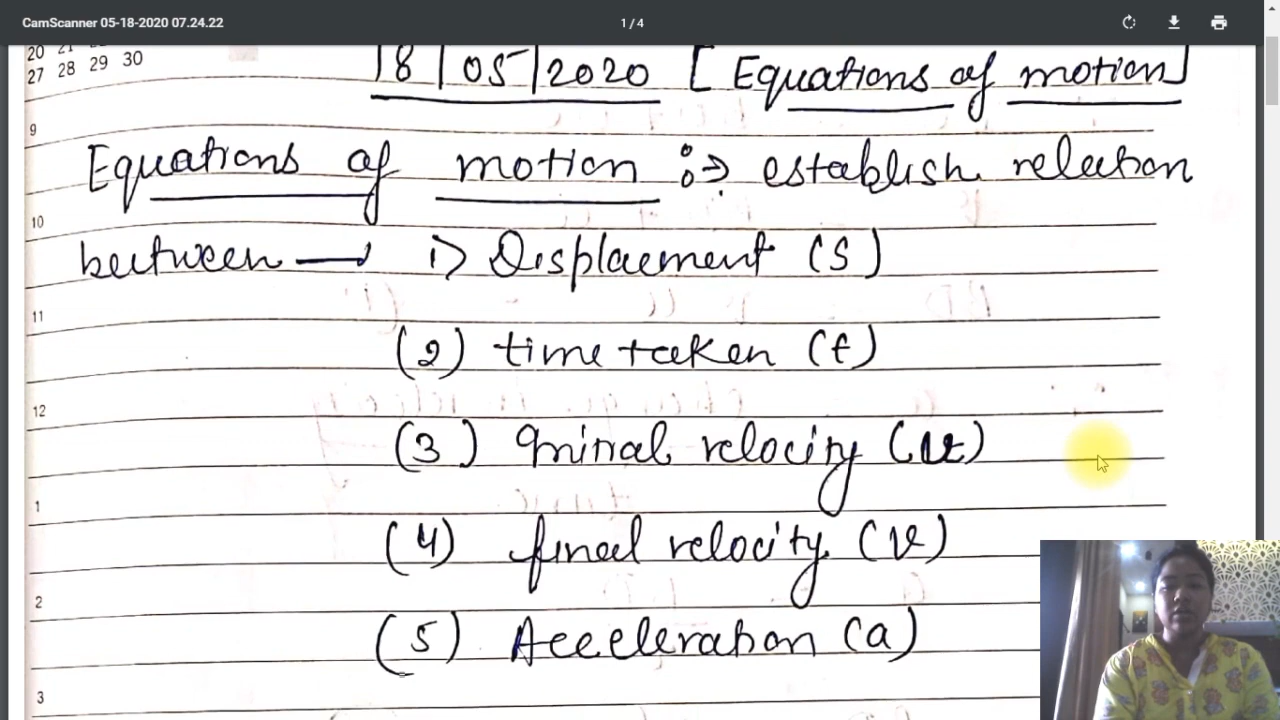 CamScanner 05-18-2020 07.24.22
1 / 4
20 21
27 28 29 30
18/05/2020 [Equations of motion]
9
Equations of motion :⇒ establish relation
10
between → 1) Displaement (S)
11
(2) time taken (t)
12
(3) Initial velocity (u)
1
(4) final velocity (v)
2
(5) Acceleration (a)
3